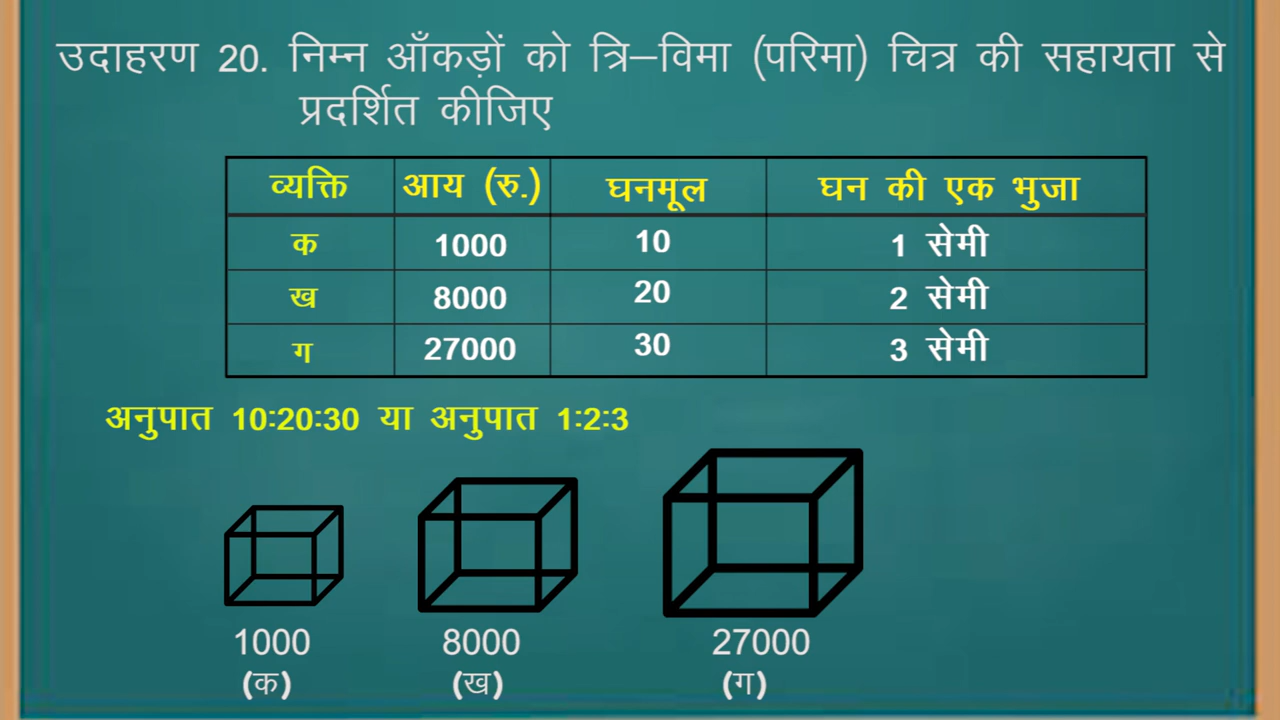 उदाहरण 20. निम्न आँकड़ों को त्रि–विमा (परिमा) चित्र की सहायता से
प्रदर्शित कीजिए
व्यक्ति आय (रु.) घनमूल घन की एक भुजा
क 1000 10 1 सेमी
ख 8000 20 2 सेमी
ग 27000 30 3 सेमी
अनुपात 10:20:30 या अनुपात 1:2:3
1000 8000 27000
(क) (ख) (ग)